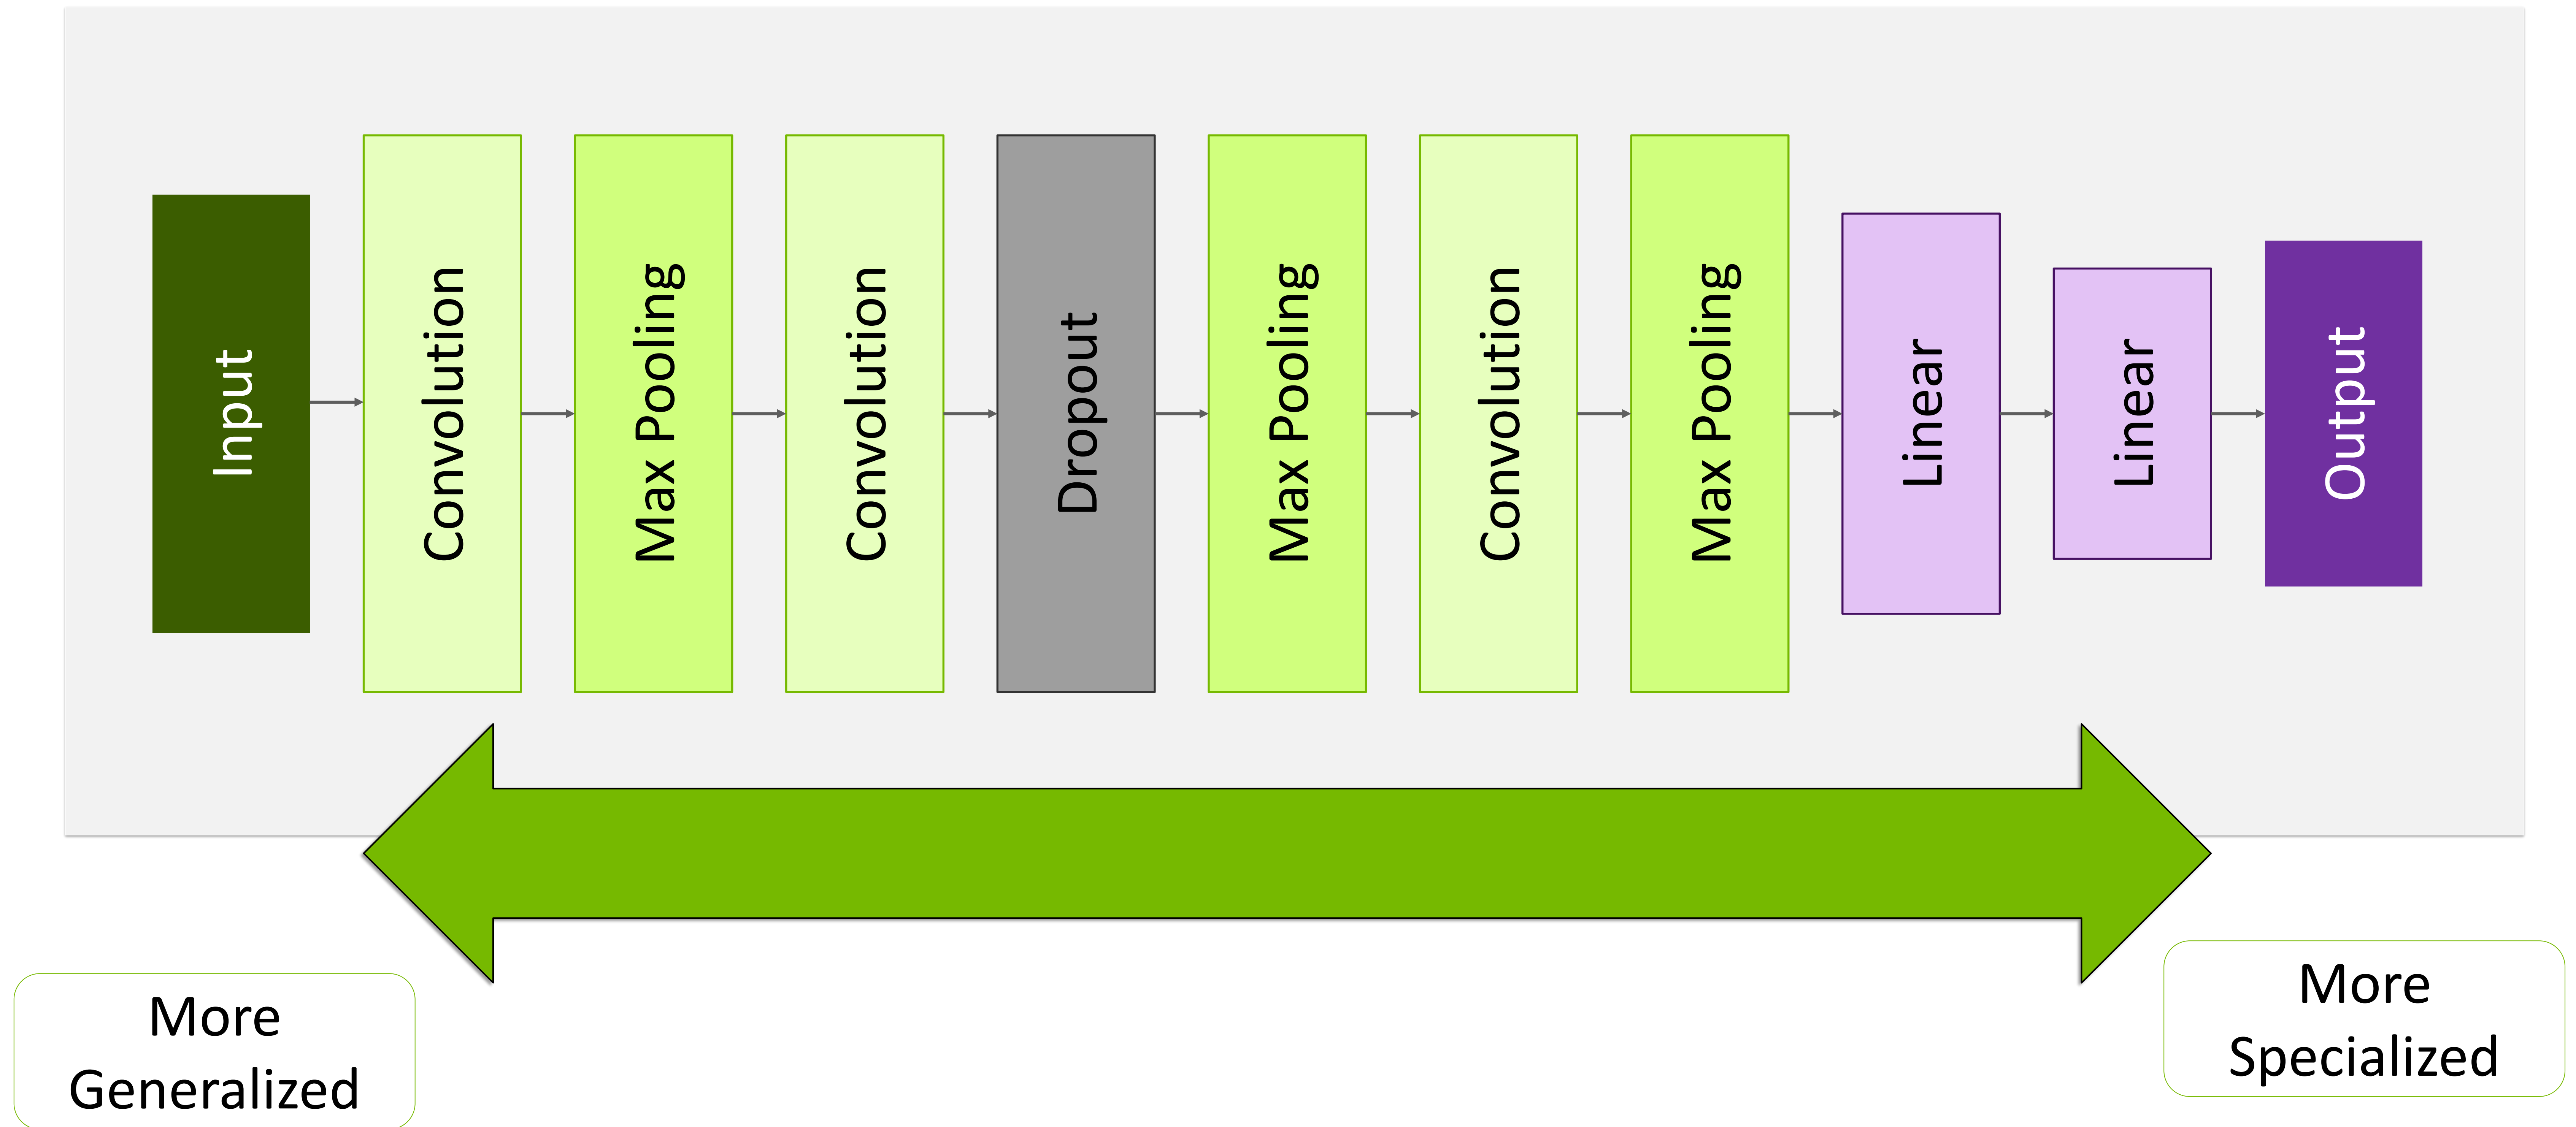 Input
Convolution
Max Pooling
Convolution
Dropout
Max Pooling
Convolution
Max Pooling
Linear
Linear
Output
More
Generalized
More
Specialized